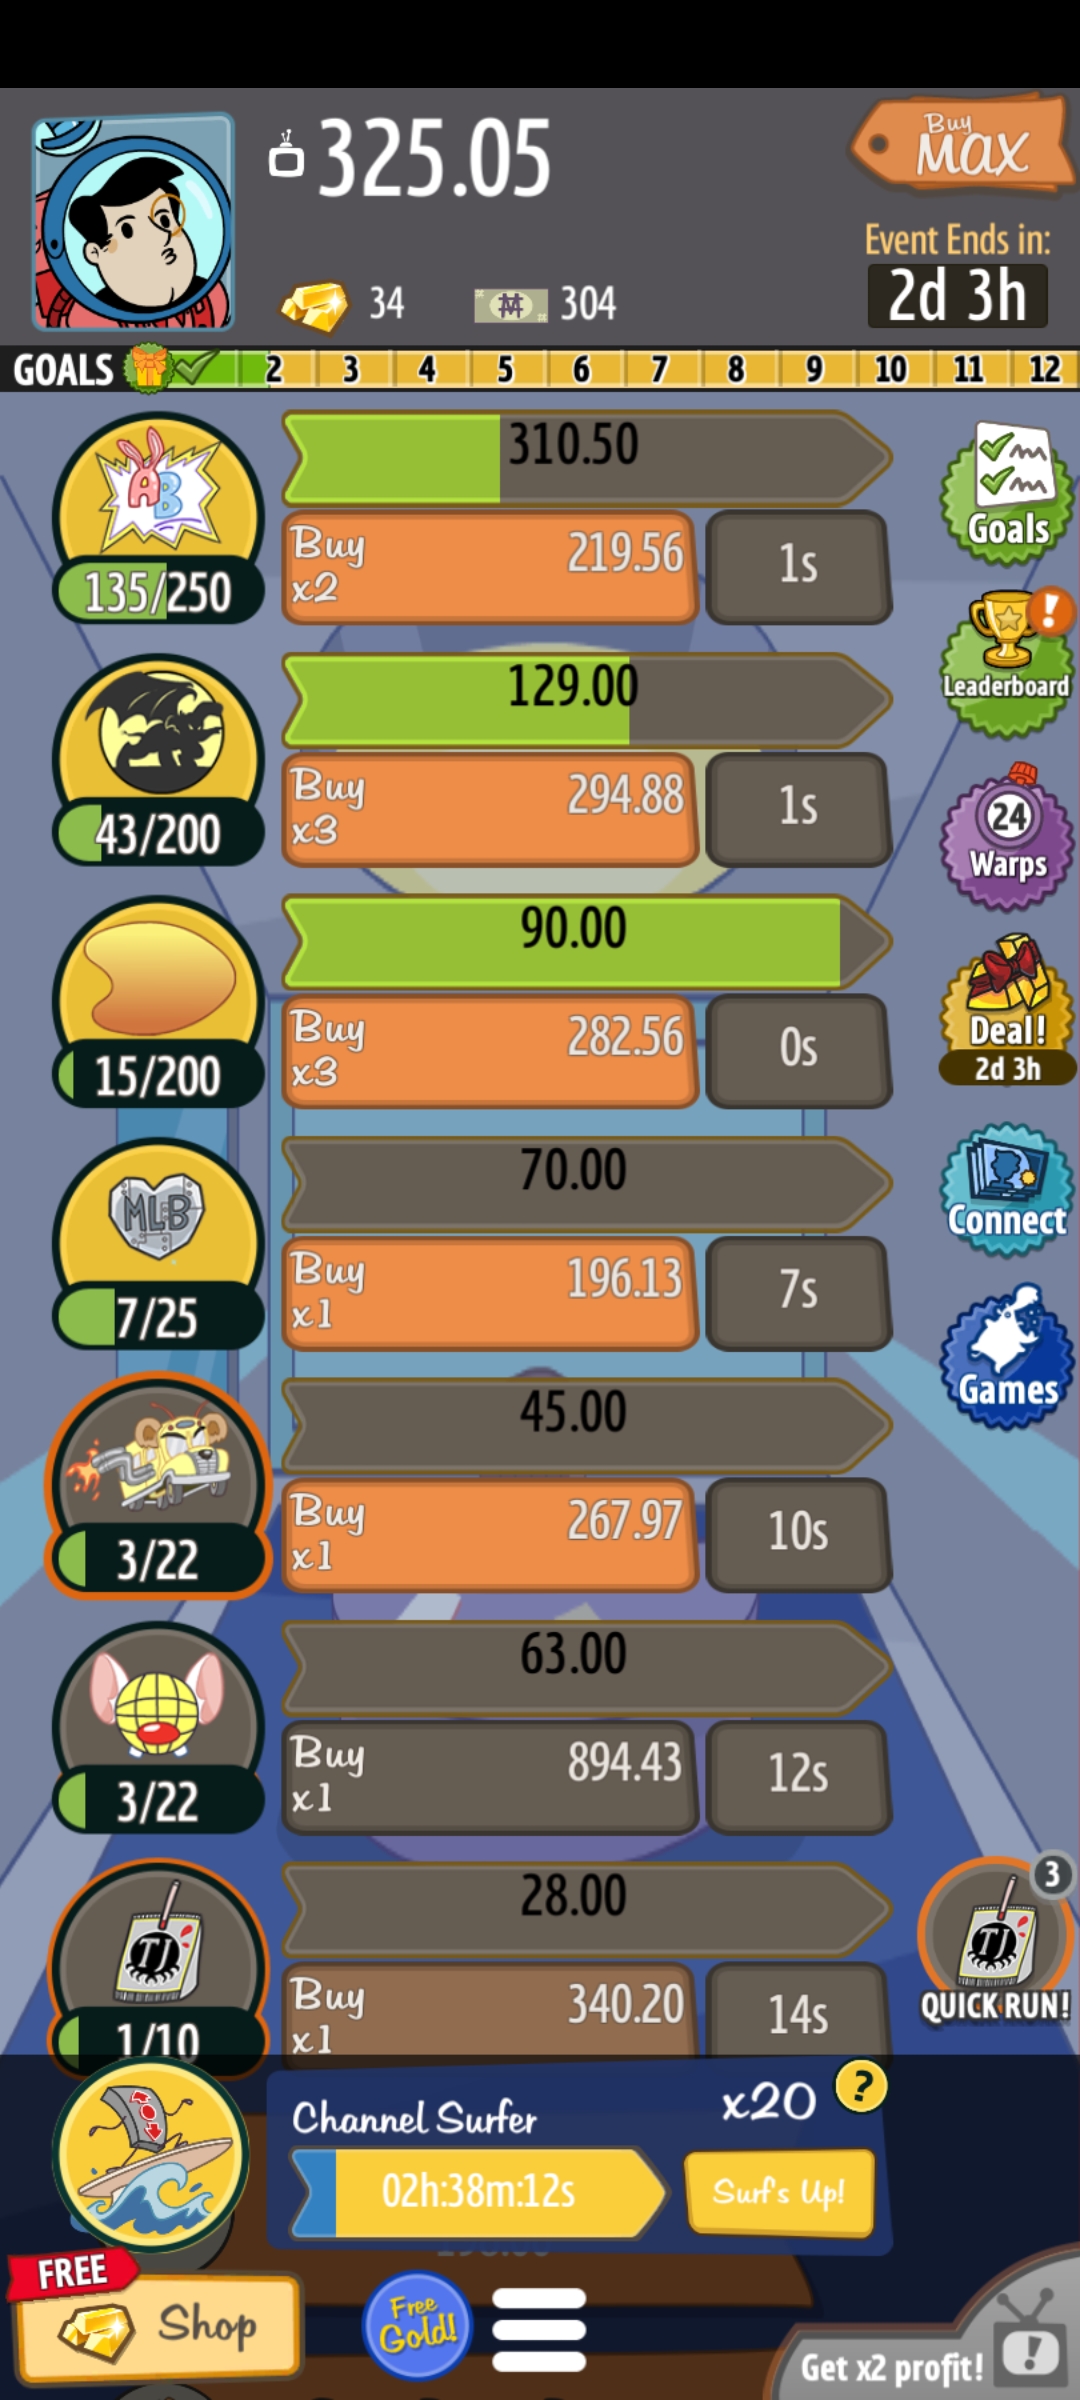 325.05
Buy
MAX
Event Ends in:
2d 3h
34
304
GOALS 2 3 4 5 6 7 8 9 10 11 12
AB
135/250
310.50
Buy
x2
219.56
1s
Goals
43/200
129.00
Buy
x3
294.88
1s
Leaderboard
24
Warps
15/200
90.00
Buy
x3
282.56
0s
Deal!
2d 3h
MLB
7/25
70.00
Buy
x1
196.13
7s
Connect
Games
3/22
45.00
Buy
x1
267.97
10s
3/22
63.00
Buy
x1
894.43
12s
TJ
1/10
28.00
Buy
x1
340.20
14s
3
TJ
QUICK RUN!
Channel Surfer
x20
?
02h:38m:12s
Surf's Up!
FREE
Shop
Free
Gold!
Get x2 profit!